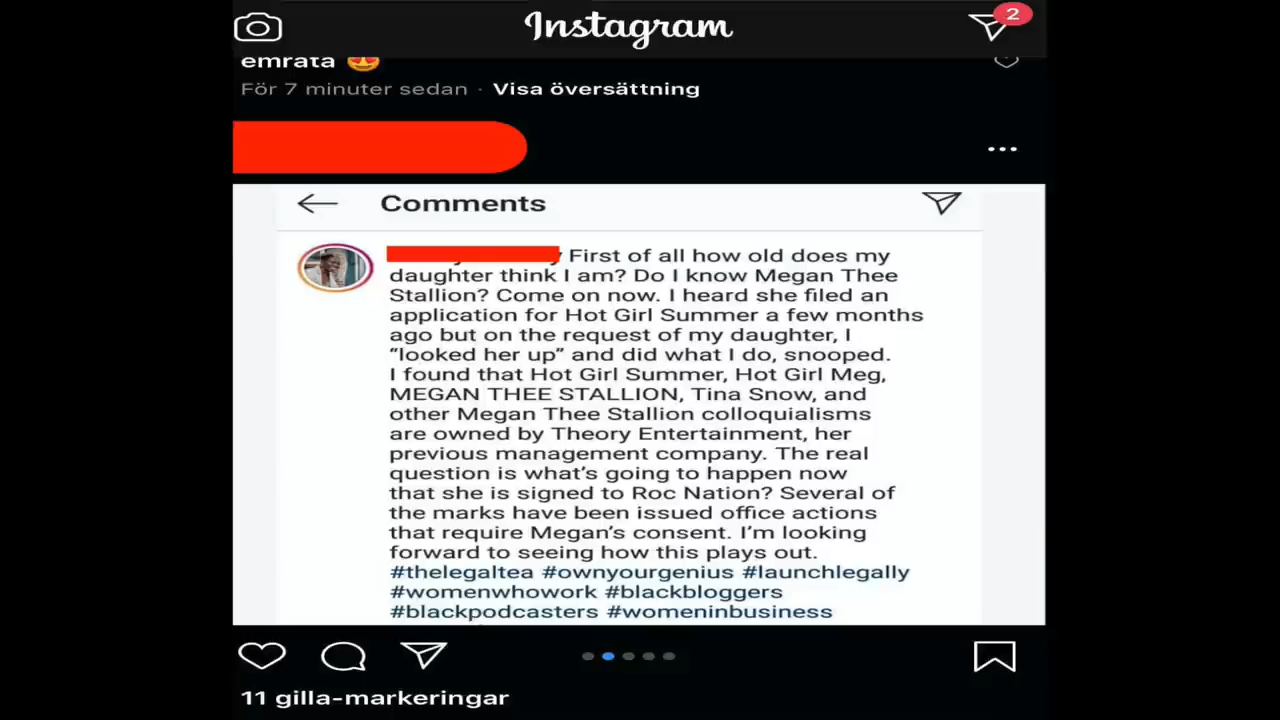 Instagram
2
emrata 😍
För 7 minuter sedan · Visa översättning
Comments
First of all how old does my
daughter think I am? Do I know Megan Thee
Stallion? Come on now. I heard she filed an
application for Hot Girl Summer a few months
ago but on the request of my daughter, I
“looked her up” and did what I do, snooped.
I found that Hot Girl Summer, Hot Girl Meg,
MEGAN THEE STALLION, Tina Snow, and
other Megan Thee Stallion colloquialisms
are owned by Theory Entertainment, her
previous management company. The real
question is what’s going to happen now
that she is signed to Roc Nation? Several of
the marks have been issued office actions
that require Megan’s consent. I’m looking
forward to seeing how this plays out.
#thelegaltea #ownyourgenius #launchlegally
#womenwhowork #blackbloggers
#blackpodcasters #womeninbusiness
11 gilla-markeringar